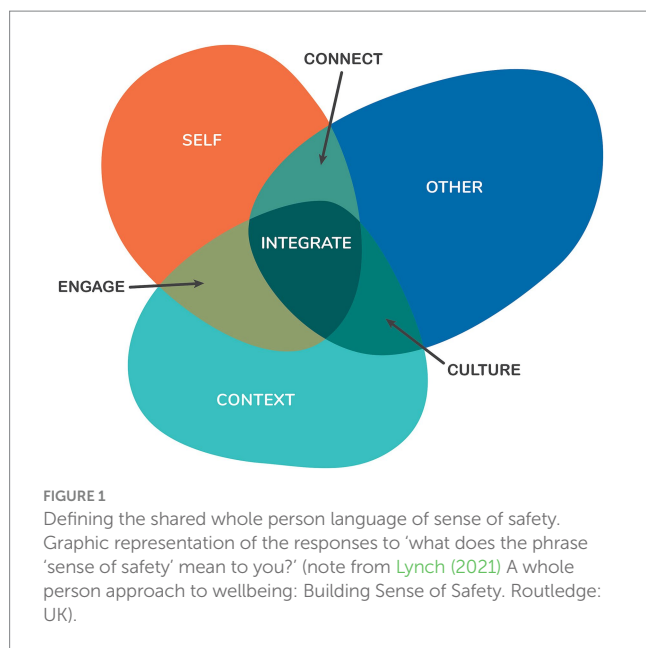 CONNECT
SELF
OTHER
INTEGRATE
ENGAGE
CULTURE
CONTEXT
FIGURE 1
Defining the shared whole person language of sense of safety.
Graphic representation of the responses to ‘what does the phrase
‘sense of safety’ mean to you?’ (note from Lynch (2021) A whole
person approach to wellbeing: Building Sense of Safety. Routledge:
UK).